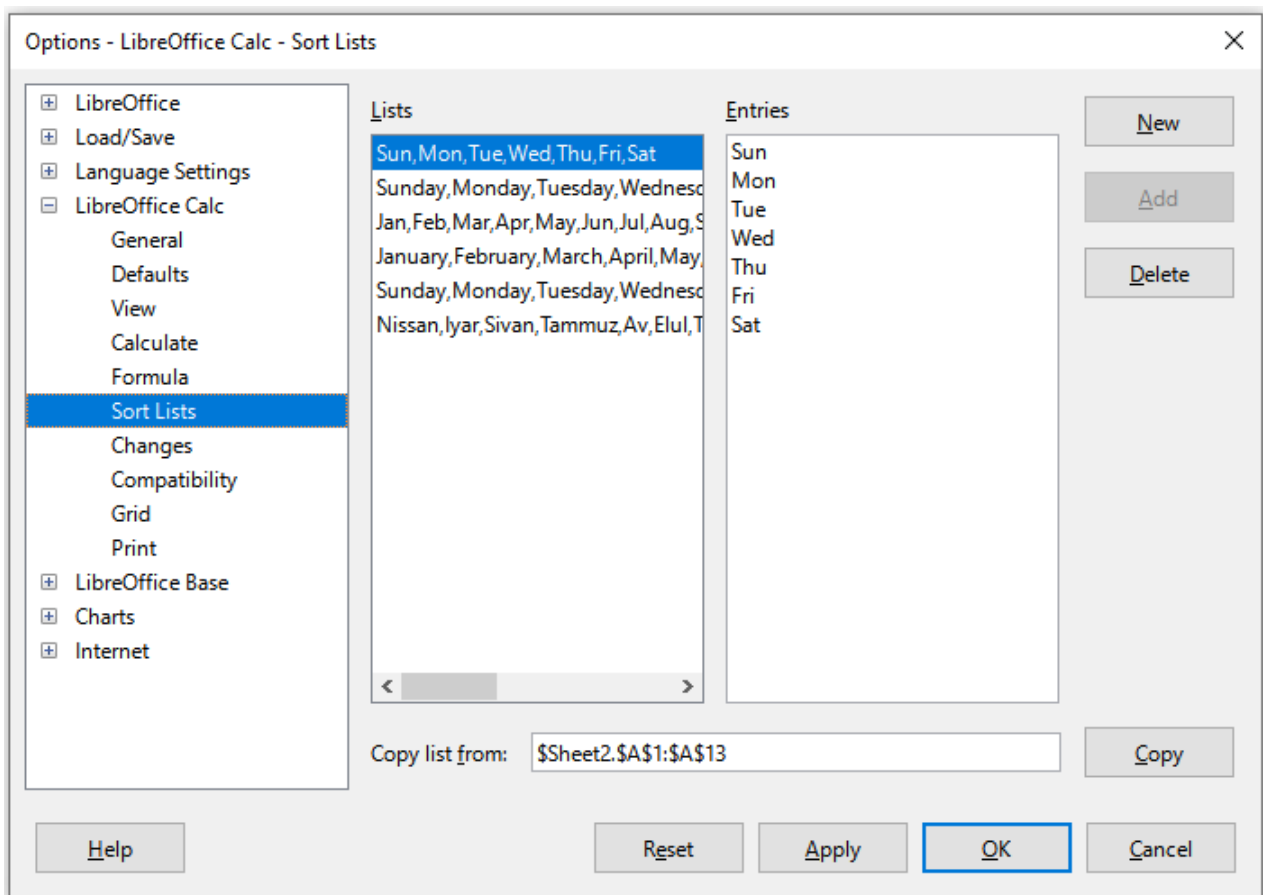 Options - LibreOffice Calc - Sort Lists
LibreOffice
Load/Save
Language Settings
LibreOffice Calc
General
Defaults
View
Calculate
Formula
Sort Lists
Changes
Compatibility
Grid
Print
LibreOffice Base
Charts
Internet
Lists
Sun,Mon,Tue,Wed,Thu,Fri,Sat
Sunday,Monday,Tuesday,Wednesd
Jan,Feb,Mar,Apr,May,Jun,Jul,Aug,S
January,February,March,April,May,
Sunday,Monday,Tuesday,Wednesd
Nissan,Iyar,Sivan,Tammuz,Av,Elul,T
Entries
Sun
Mon
Tue
Wed
Thu
Fri
Sat
New
Add
Delete
Copy list from:
$Sheet2.$A$1:$A$13
Copy
Help
Reset
Apply
OK
Cancel